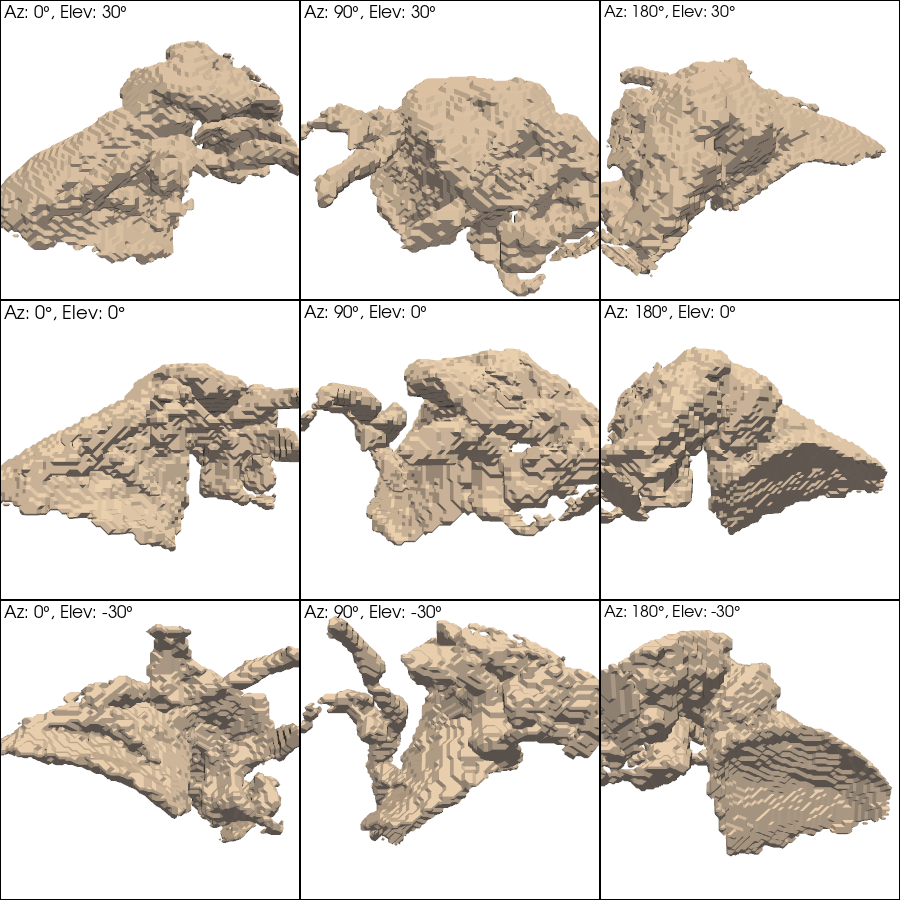 Az: 0°, Elev: 30°
Az: 90°, Elev: 30°
Az: 180°, Elev: 30°
Az: 0°, Elev: 0°
Az: 90°, Elev: 0°
Az: 180°, Elev: 0°
Az: 0°, Elev: -30°
Az: 90°, Elev: -30°
Az: 180°, Elev: -30°